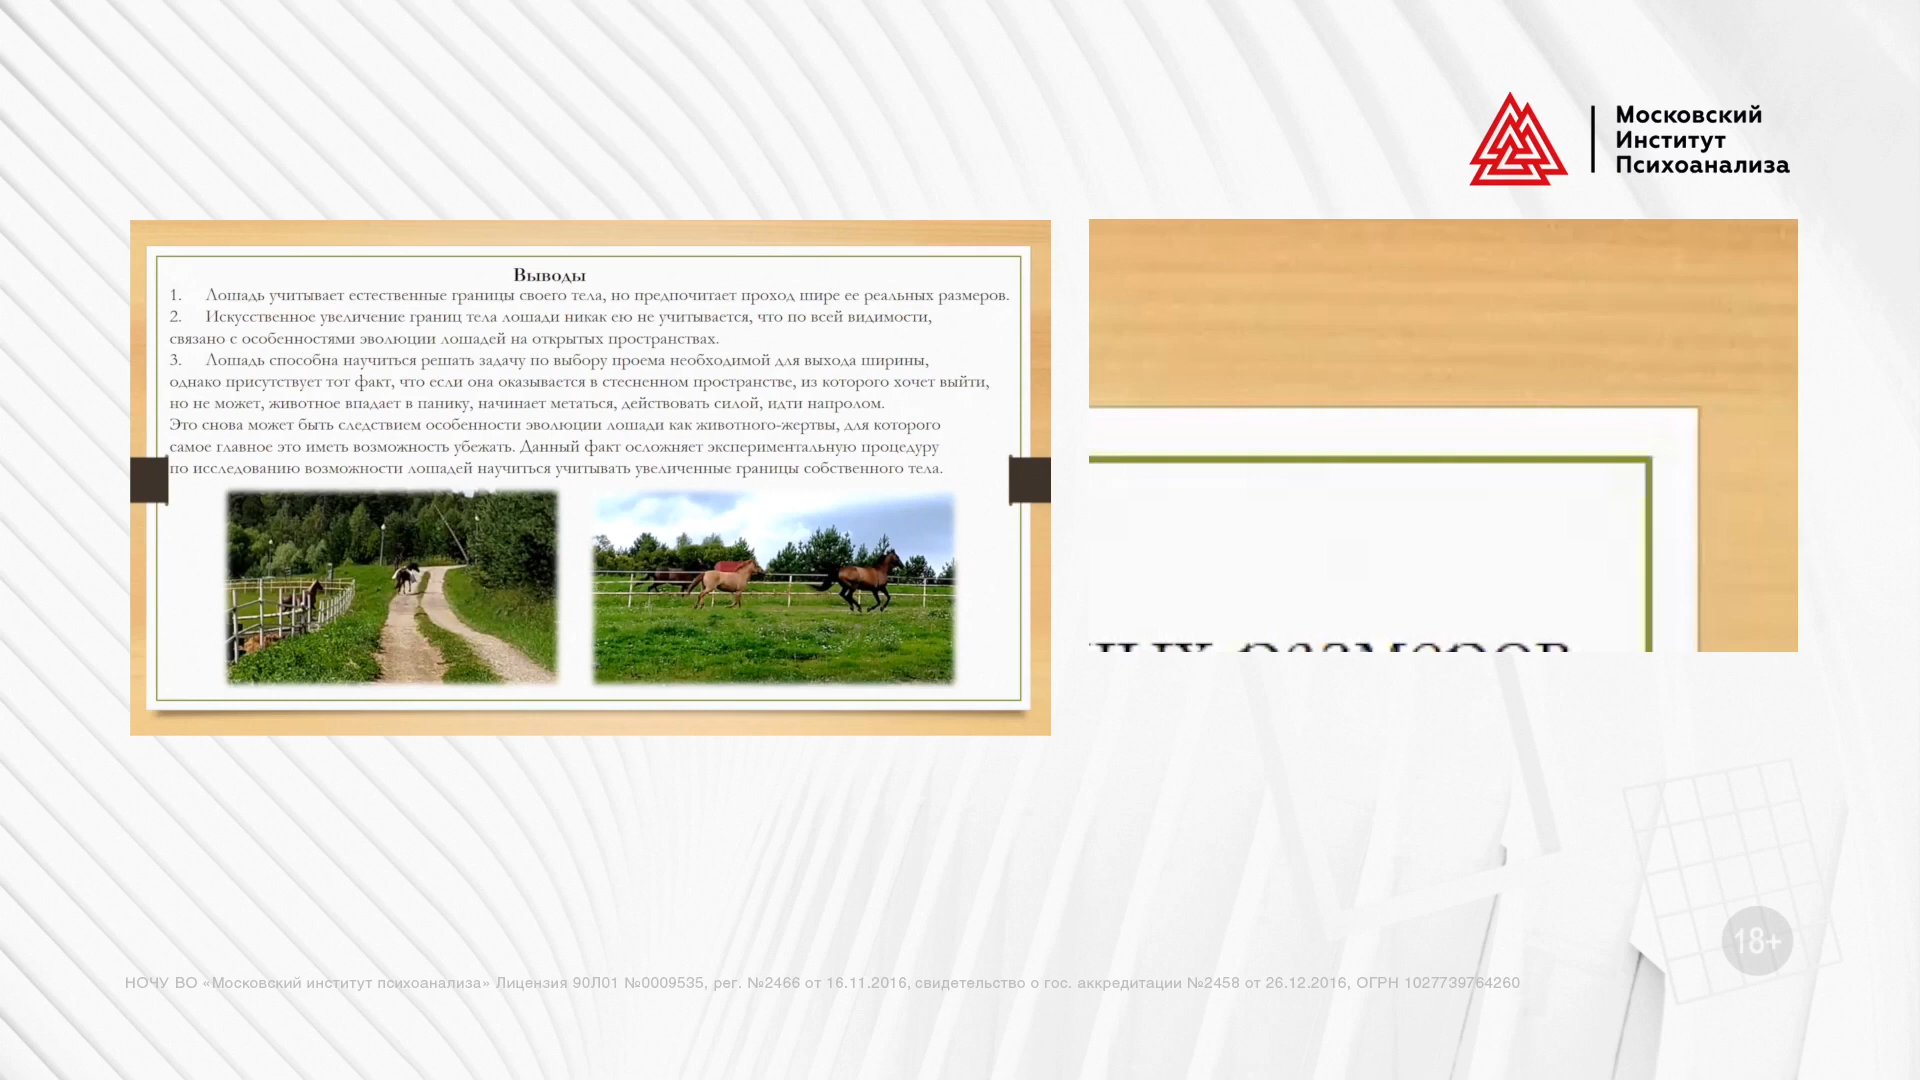 Московский
Институт
Психоанализа
Выводы
1. Лошадь учитывает естественные границы своего тела, но предпочитает проход шире ее реальных размеров.
2. Искусственное увеличение границ тела лошади никак ею не учитывается, что по всей видимости,
связано с особенностями эволюции лошадей на открытых пространствах.
3. Лошадь способна научиться решать задачу по выбору проема необходимой для выхода ширины,
однако присутствует тот факт, что если она оказывается в стесненном пространстве, из которого хочет выйти,
но не может, животное впадает в панику, начинает метаться, действовать силой, идти напролом.
Это снова может быть следствием особенности эволюции лошади как животного-жертвы, для которого
самое главное это иметь возможность убежать. Данный факт осложняет экспериментальную процедуру
по исследованию возможности лошадей научиться учитывать увеличенные границы собственного тела.
ных размеров
18+
НОЧУ ВО «Московский институт психоанализа» Лицензия 90Л01 №0009535, рег. №2466 от 16.11.2016, свидетельство о гос. аккредитации №2458 от 26.12.2016, ОГРН 1027739764260